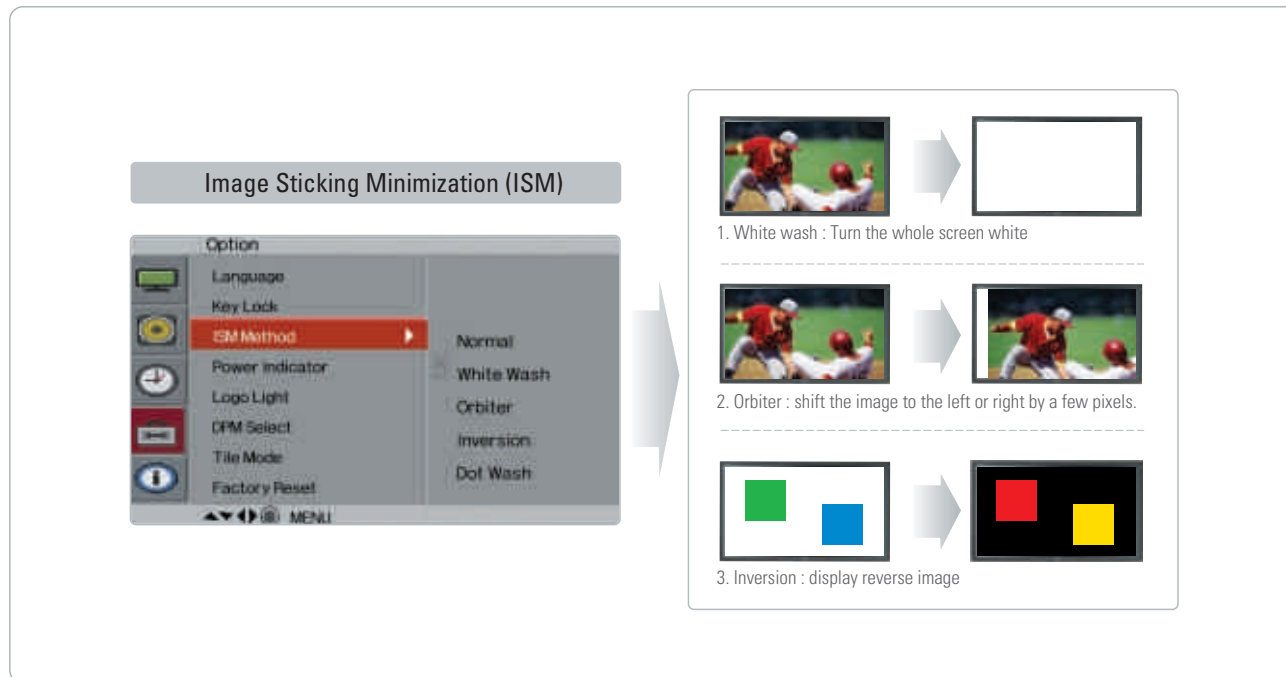 Image Sticking Minimization (ISM)
Option
Language
Key Lock
ISM Method
Power Indicator
Logo Light
DPM Select
Tile Mode
Factory Reset
MENU
Normal
White Wash
Orbiter
Inversion
Dot Wash
1. White wash : Turn the whole screen white
2. Orbiter : shift the image to the left or right by a few pixels.
3. Inversion : display reverse image